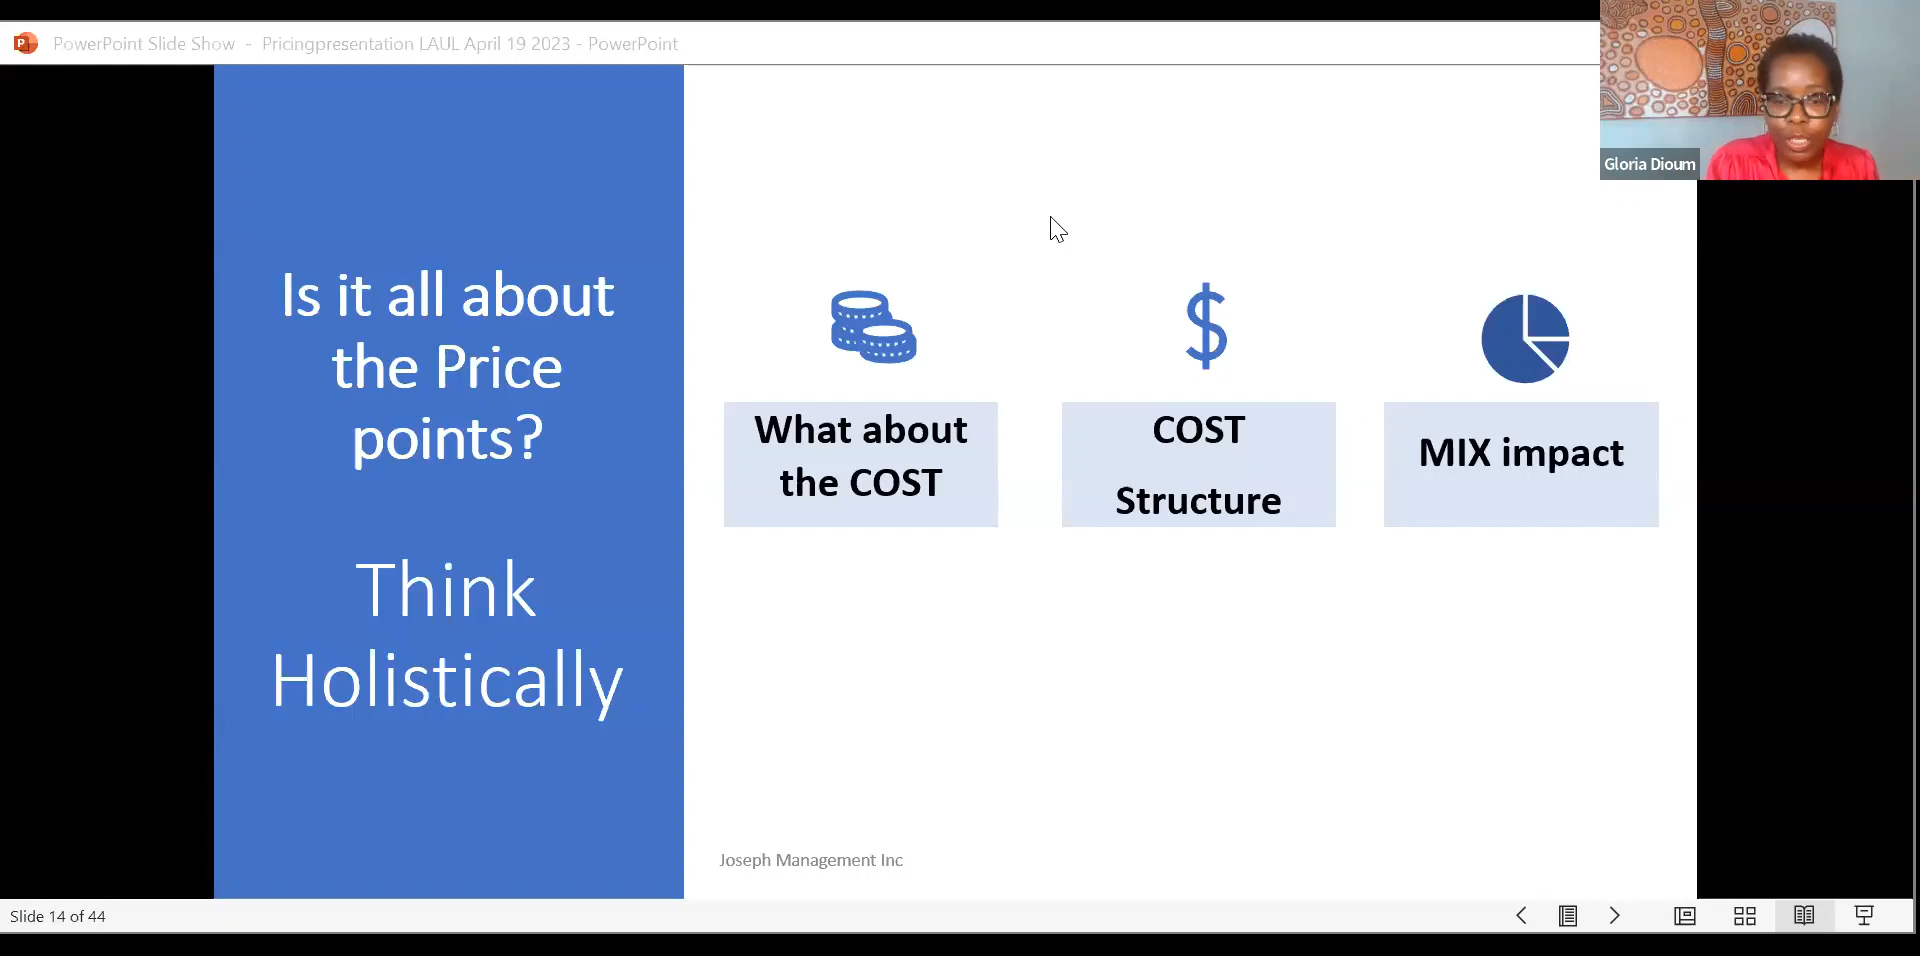 PowerPoint Slide Show - Pricingpresentation LAUL April 19 2023 - PowerPoint
Gloria Dioum
Is it all about
the Price
points?
Think
Holistically
What about
the COST
COST
Structure
MIX impact
Joseph Management Inc
Slide 14 of 44